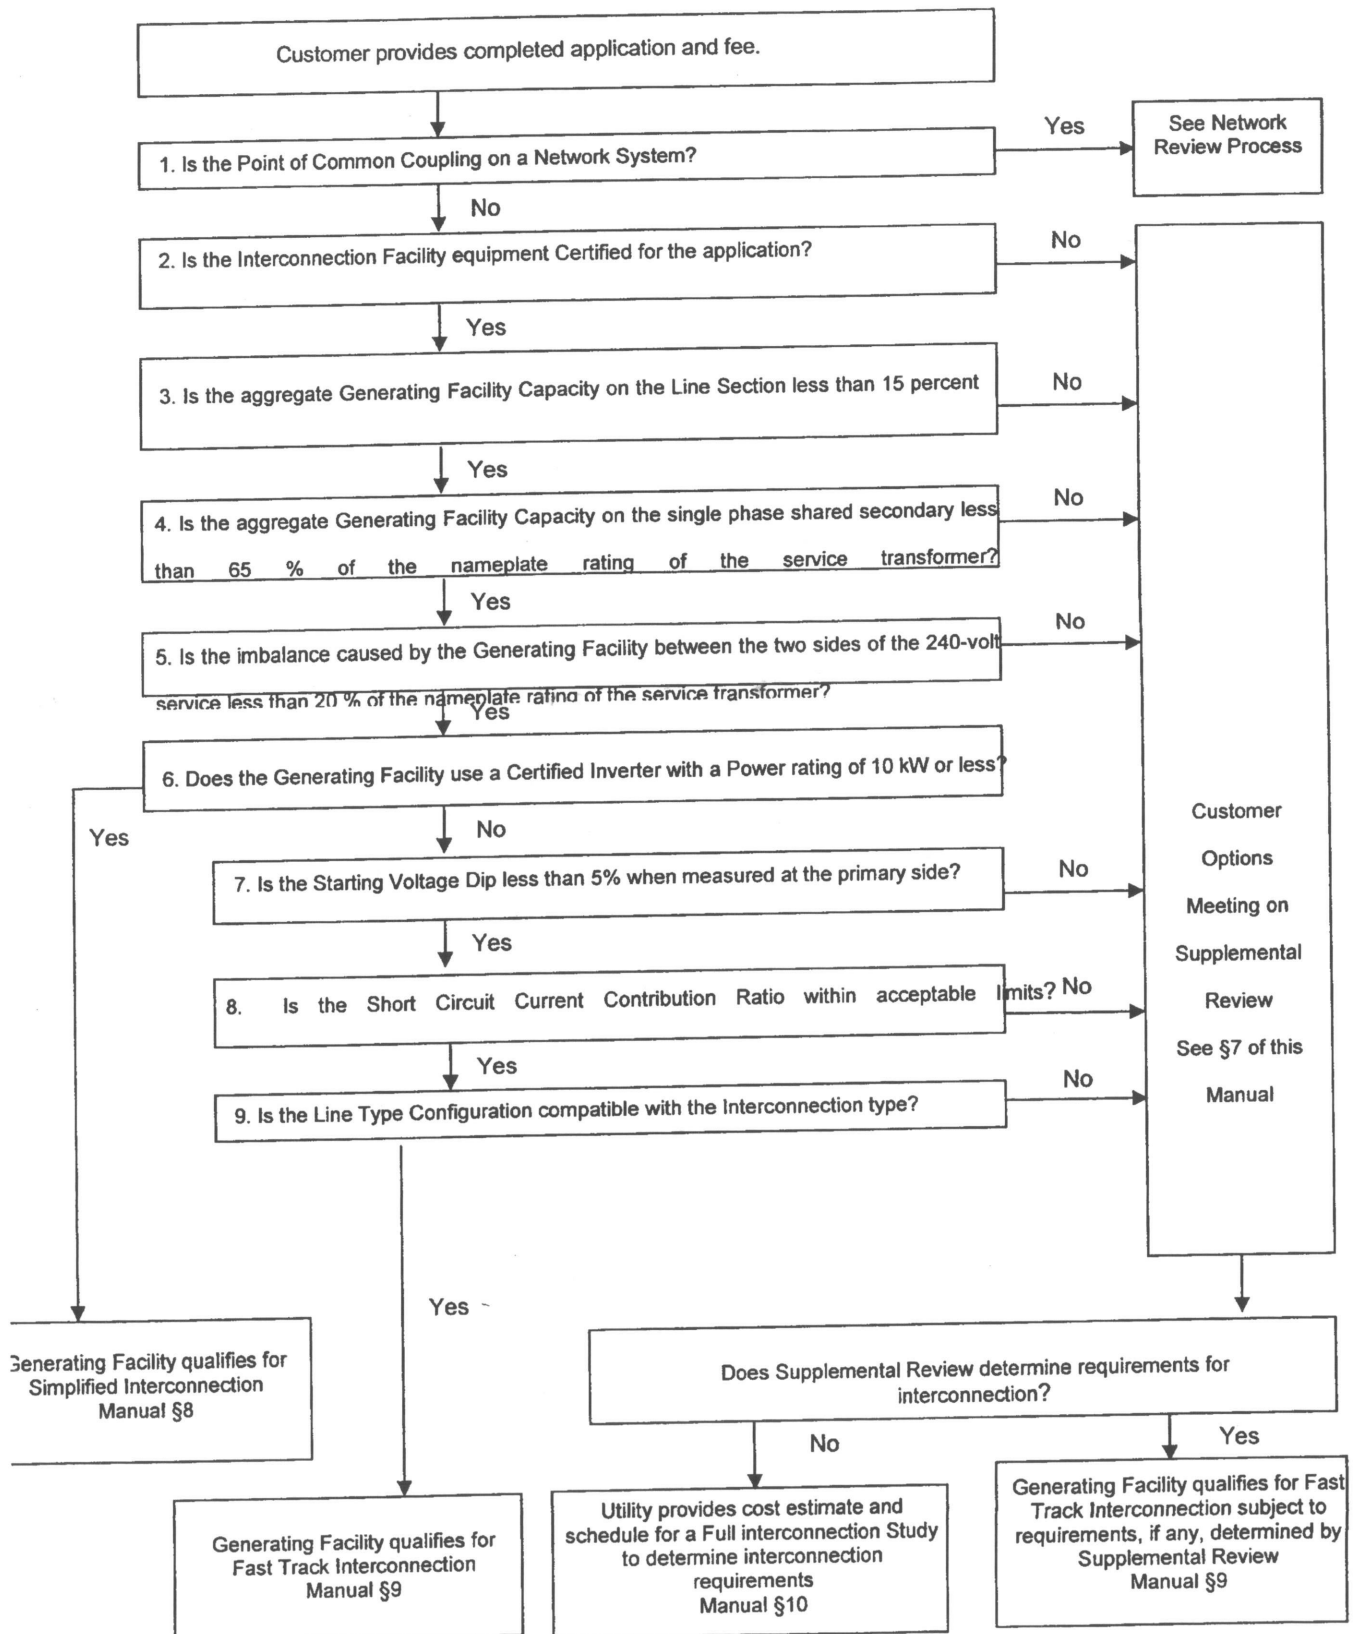 Customer provides completed application and fee.
1. Is the Point of Common Coupling on a Network System?
Yes
See Network
Review Process
No
2. Is the Interconnection Facility equipment Certified for the application?
No
Yes
3. Is the aggregate Generating Facility Capacity on the Line Section less than 15 percent
No
Yes
4. Is the aggregate Generating Facility Capacity on the single phase shared secondary less
than 65 % of the nameplate rating of the service transformer?
No
Yes
5. Is the imbalance caused by the Generating Facility between the two sides of the 240-volt
service less than 20 % of the nameplate rating of the service transformer?
No
Yes
6. Does the Generating Facility use a Certified Inverter with a Power rating of 10 kW or less?
Yes
No
7. Is the Starting Voltage Dip less than 5% when measured at the primary side?
No
Yes
8. Is the Short Circuit Current Contribution Ratio within acceptable limits?
No
Yes
9. Is the Line Type Configuration compatible with the Interconnection type?
No
Customer
Options
Meeting on
Supplemental
Review
See §7 of this
Manual
Yes
Generating Facility qualifies for
Simplified Interconnection
Manual §8
Generating Facility qualifies for
Fast Track Interconnection
Manual §9
Does Supplemental Review determine requirements for
interconnection?
No
Yes
Utility provides cost estimate and
schedule for a Full interconnection Study
to determine interconnection
requirements
Manual §10
Generating Facility qualifies for Fast
Track Interconnection subject to
requirements, if any, determined by
Supplemental Review
Manual §9